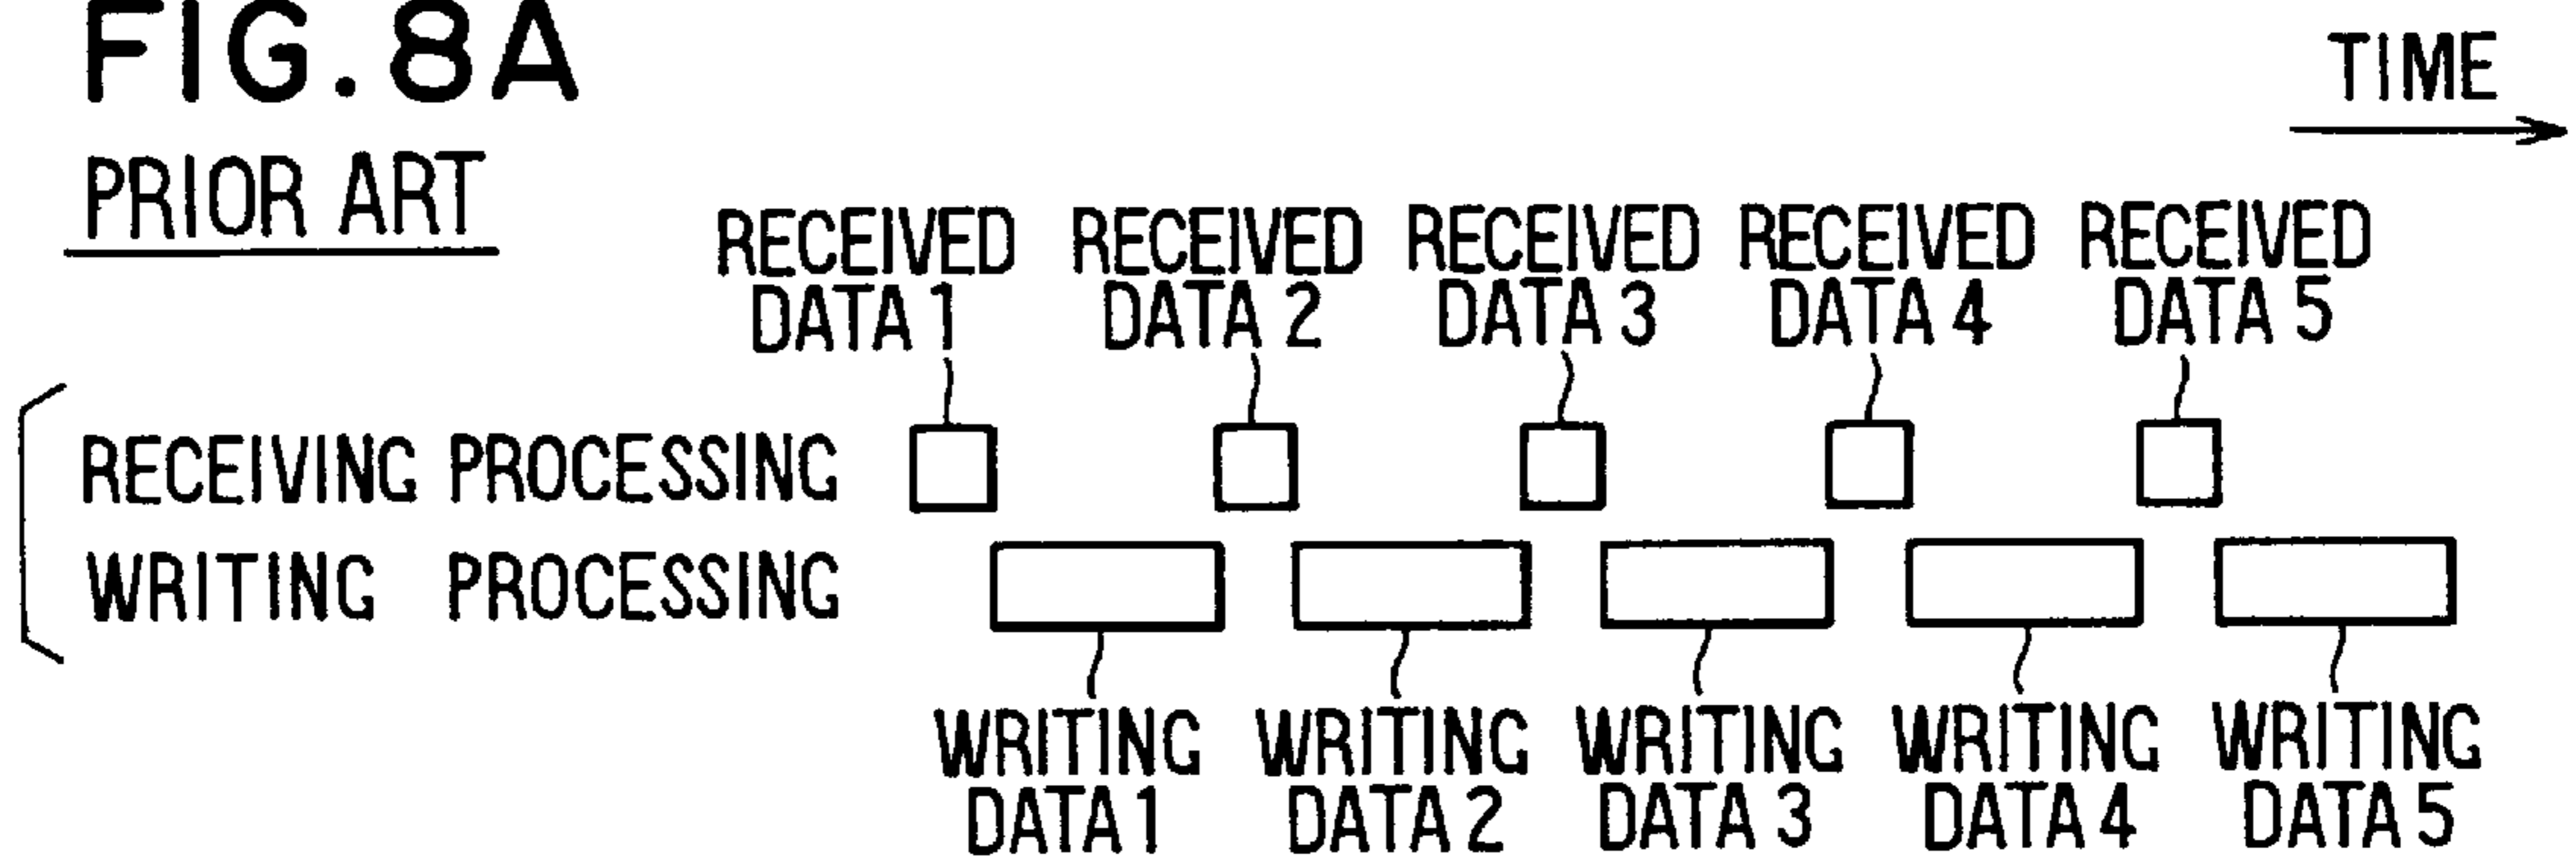 FIG.8A
PRIOR ART
TIME
RECEIVED DATA 1
RECEIVED DATA 2
RECEIVED DATA 3
RECEIVED DATA 4
RECEIVED DATA 5
RECEIVING PROCESSING
WRITING PROCESSING
WRITING DATA 1
WRITING DATA 2
WRITING DATA 3
WRITING DATA 4
WRITING DATA 5